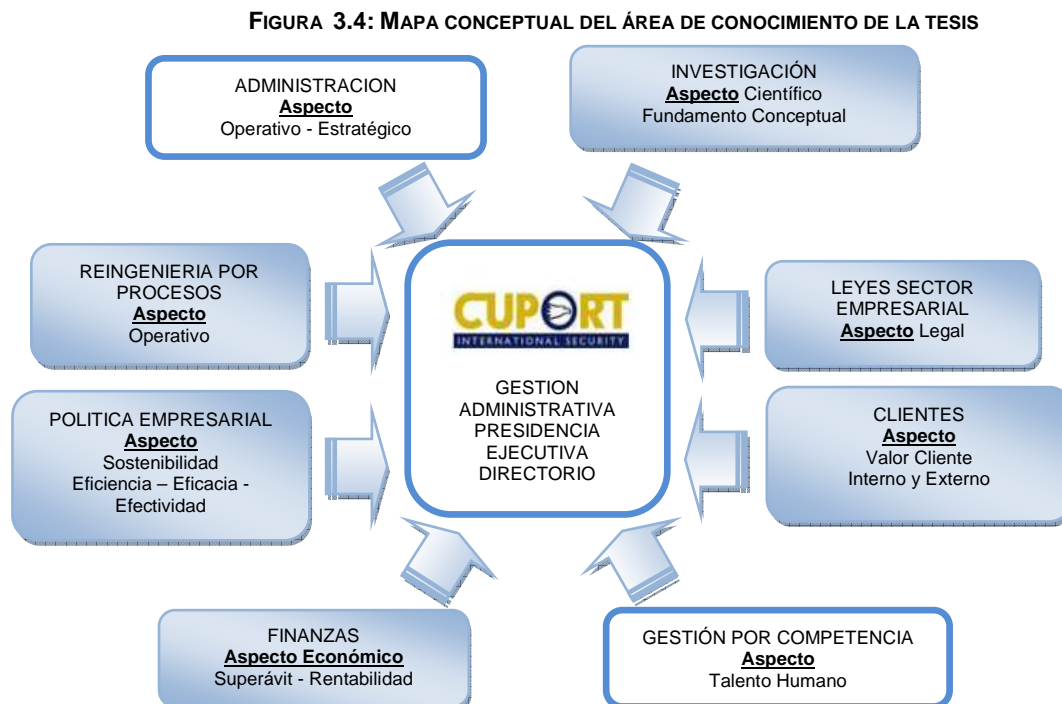 FIGURA 3.4: MAPA CONCEPTUAL DEL ÁREA DE CONOCIMIENTO DE LA TESIS
ADMINISTRACION
Aspecto
Operativo - Estratégico
INVESTIGACIÓN
Aspecto Científico
Fundamento Conceptual
REINGENIERIA POR
PROCESOS
Aspecto
Operativo
CUPORT
INTERNATIONAL SECURITY
GESTION
ADMINISTRATIVA
PRESIDENCIA
EJECUTIVA
DIRECTORIO
LEYES SECTOR
EMPRESARIAL
Aspecto Legal
POLITICA EMPRESARIAL
Aspecto
Sostenibilidad
Eficiencia – Eficacia -
Efectividad
CLIENTES
Aspecto
Valor Cliente
Interno y Externo
FINANZAS
Aspecto Económico
Superávit - Rentabilidad
GESTIÓN POR COMPETENCIA
Aspecto
Talento Humano